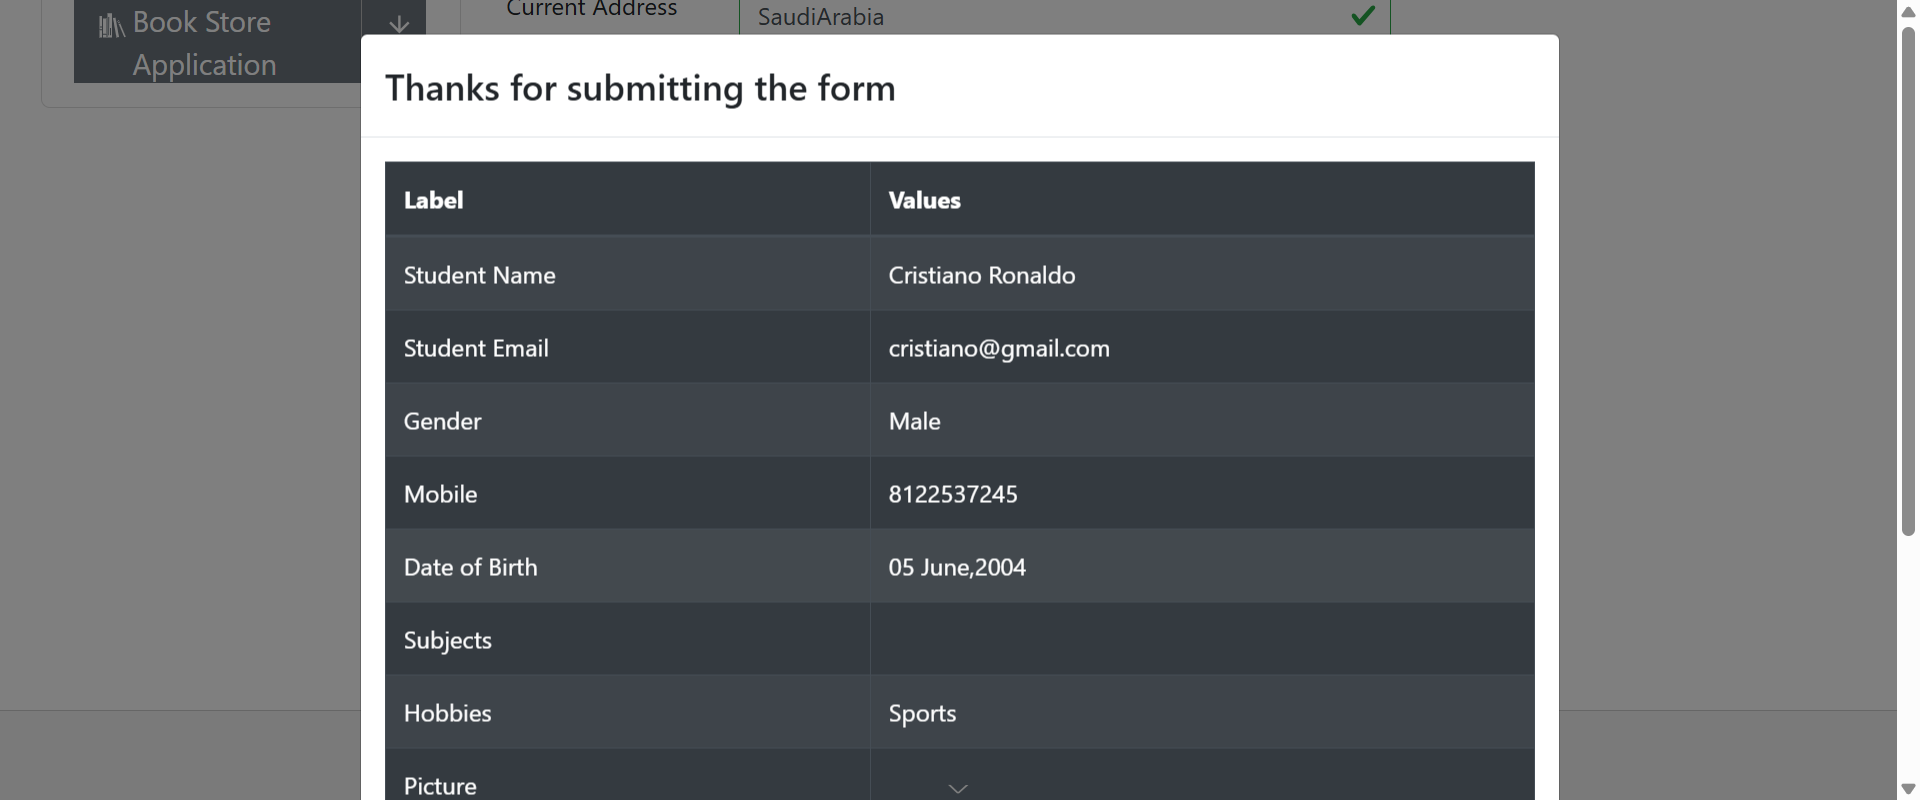 Book Store
Application
Current Address
SaudiArabia
Thanks for submitting the form
Label Values
Student Name Cristiano Ronaldo
Student Email cristiano@gmail.com
Gender Male
Mobile 8122537245
Date of Birth 05 June,2004
Subjects
Hobbies Sports
Picture